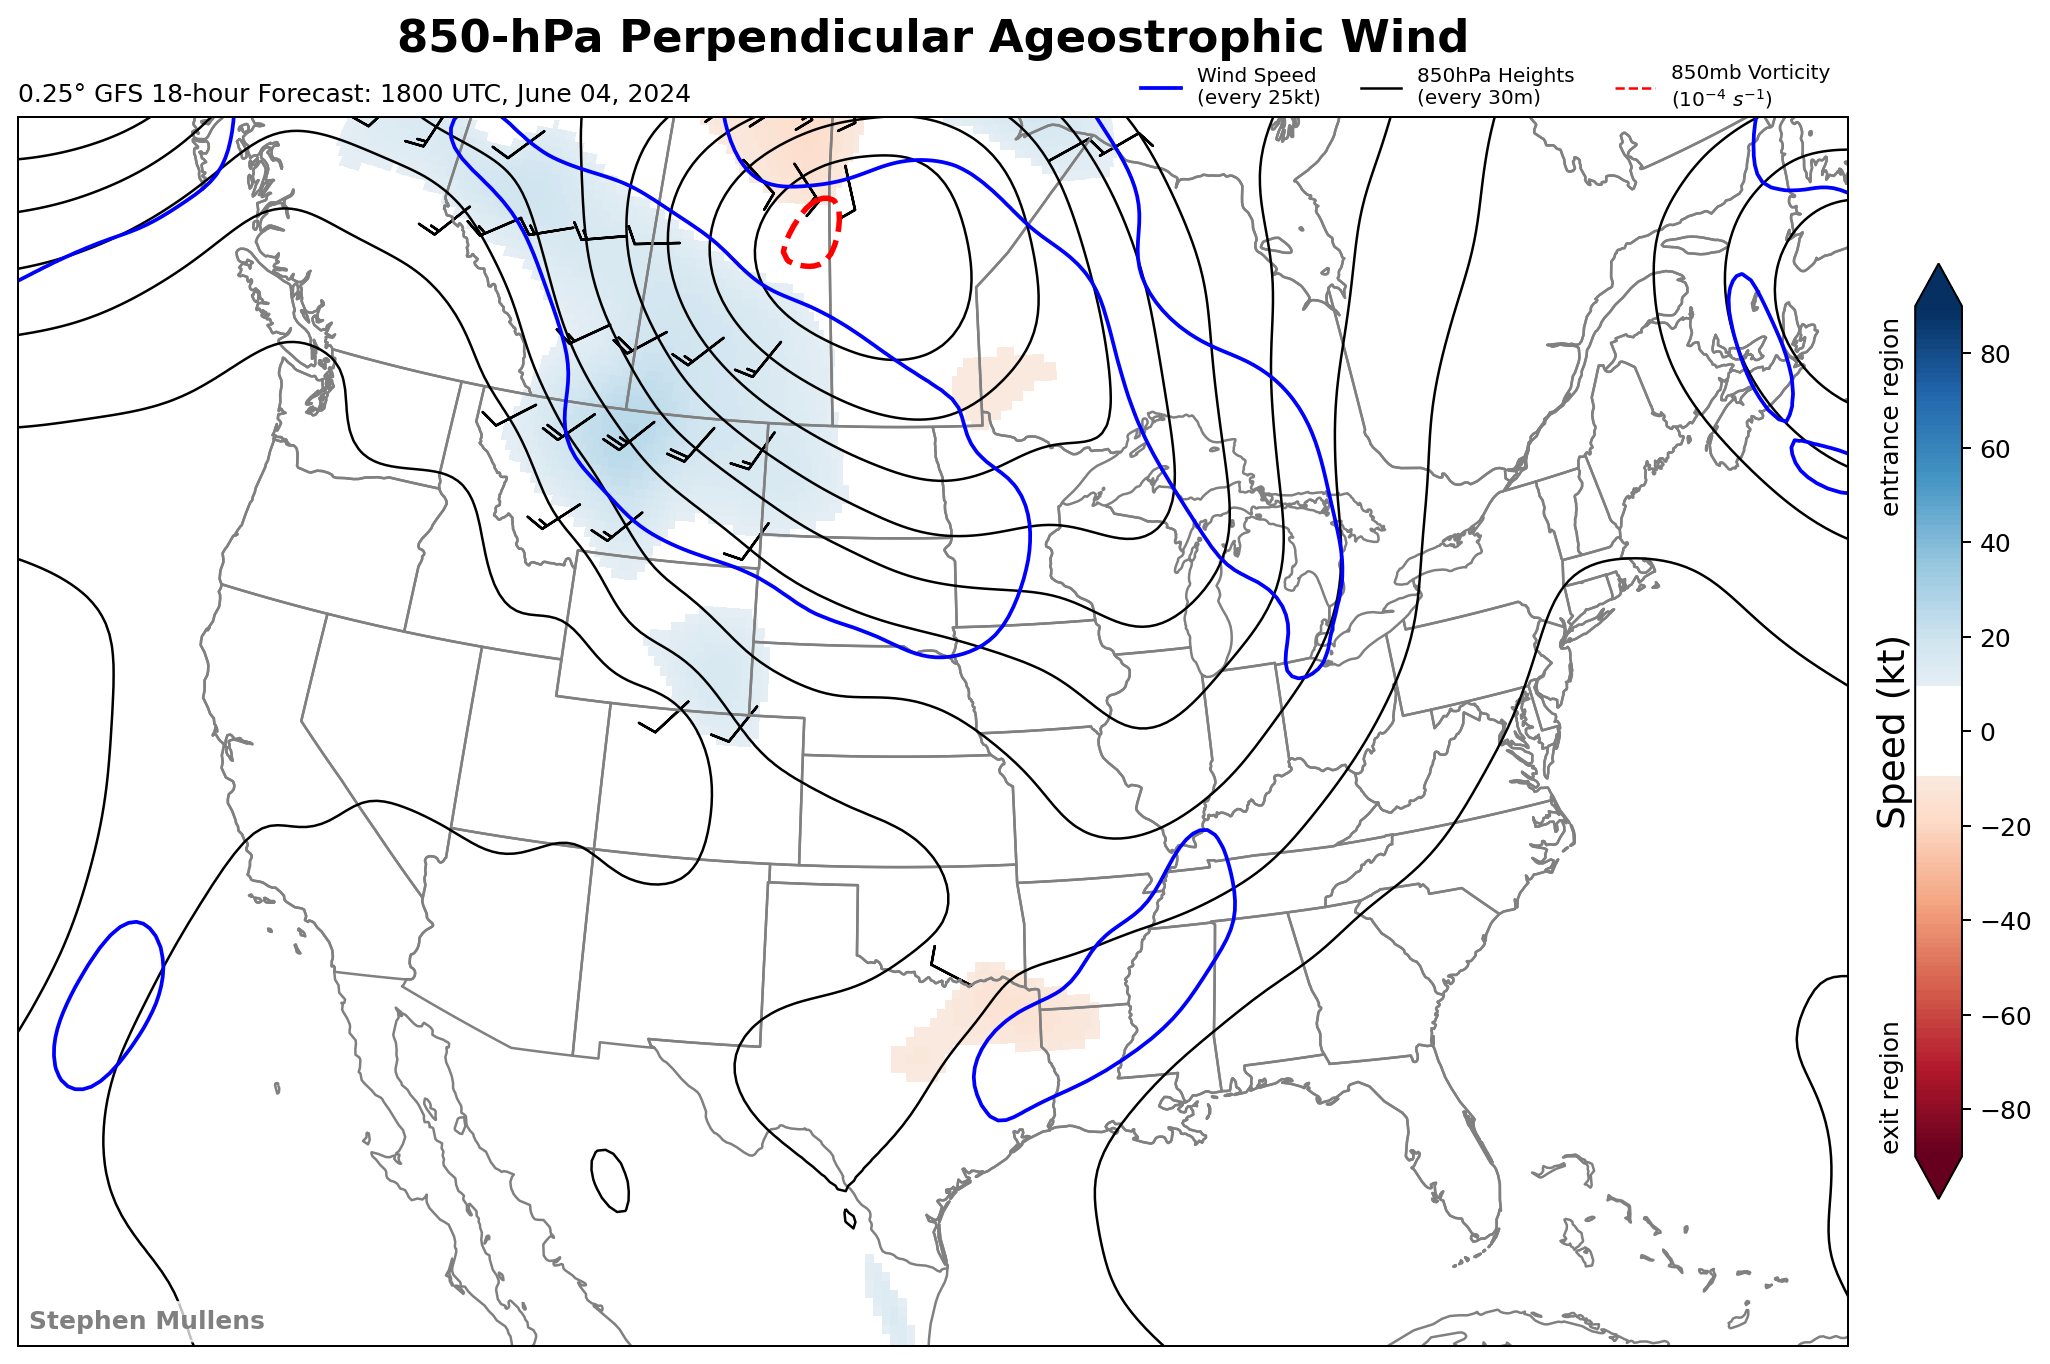 850-hPa Perpendicular Ageostrophic Wind
0.25° GFS 18-hour Forecast: 1800 UTC, June 04, 2024
Wind Speed
(every 25kt)
850hPa Heights
(every 30m)
850mb Vorticity
(10⁻⁴ s⁻¹)
entrance region
exit region
Speed (kt)
80
60
40
20
0
−20
−40
−60
−80
Stephen Mullens